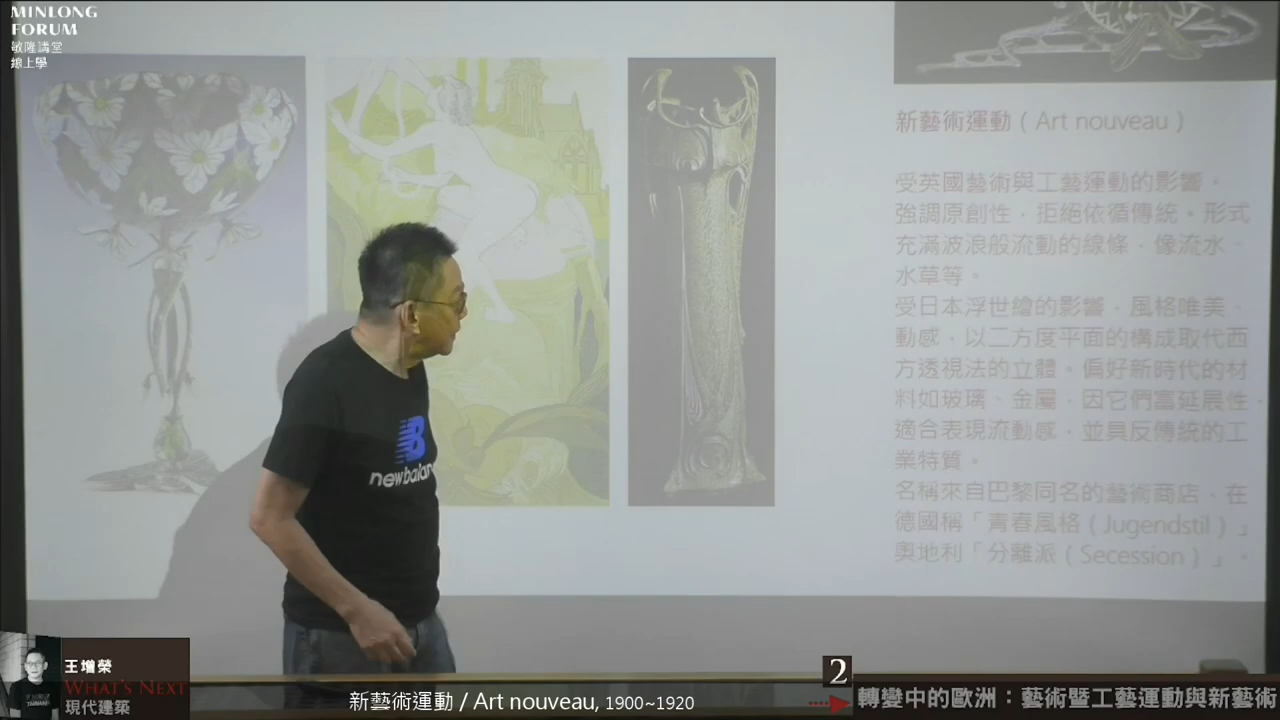 MINLONG
FORUM
敏隆講堂
線上學
新藝術運動 ( Art nouveau )
受英國藝術與工藝運動的影響，
強調原創性，拒絕依循傳統。形式
充滿波浪般流動的線條，像流水、
水草等。
受日本浮世繪的影響，風格唯美、
動感，以二方度平面的構成取代西
方透視法的立體。偏好新時代的材
料如玻璃、金屬，因它們富延展性，
適合表現流動感，並具反傳統的工
業特質。
名稱來自巴黎同名的藝術商店，在
德國稱「青春風格 ( Jugendstil ) 」
奧地利「分離派 ( Secession ) 」。
new balan
王增榮
WHAT'S NEXT
現代建築
新藝術運動 / Art nouveau, 1900~1920
2
轉變中的歐洲：藝術暨工藝運動與新藝術